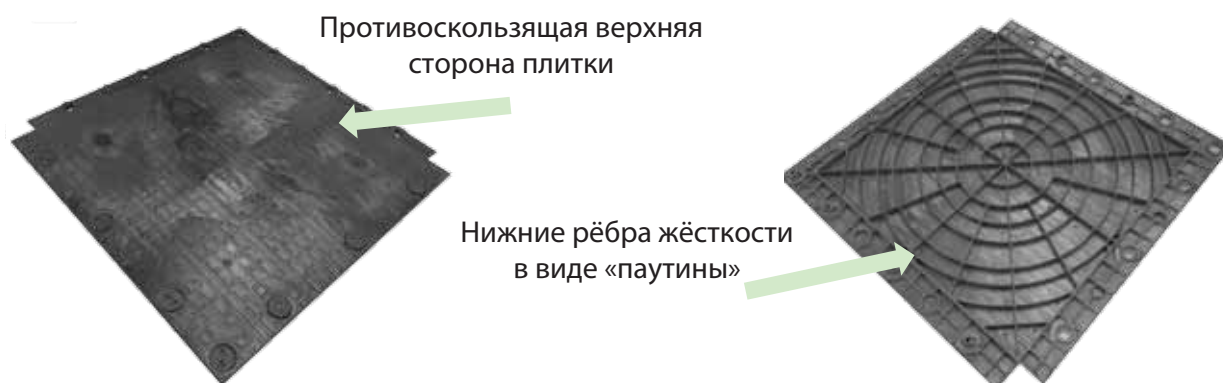 Противоскользящая верхняя
сторона плитки
Нижние рёбра жёсткости
в виде «паутины»